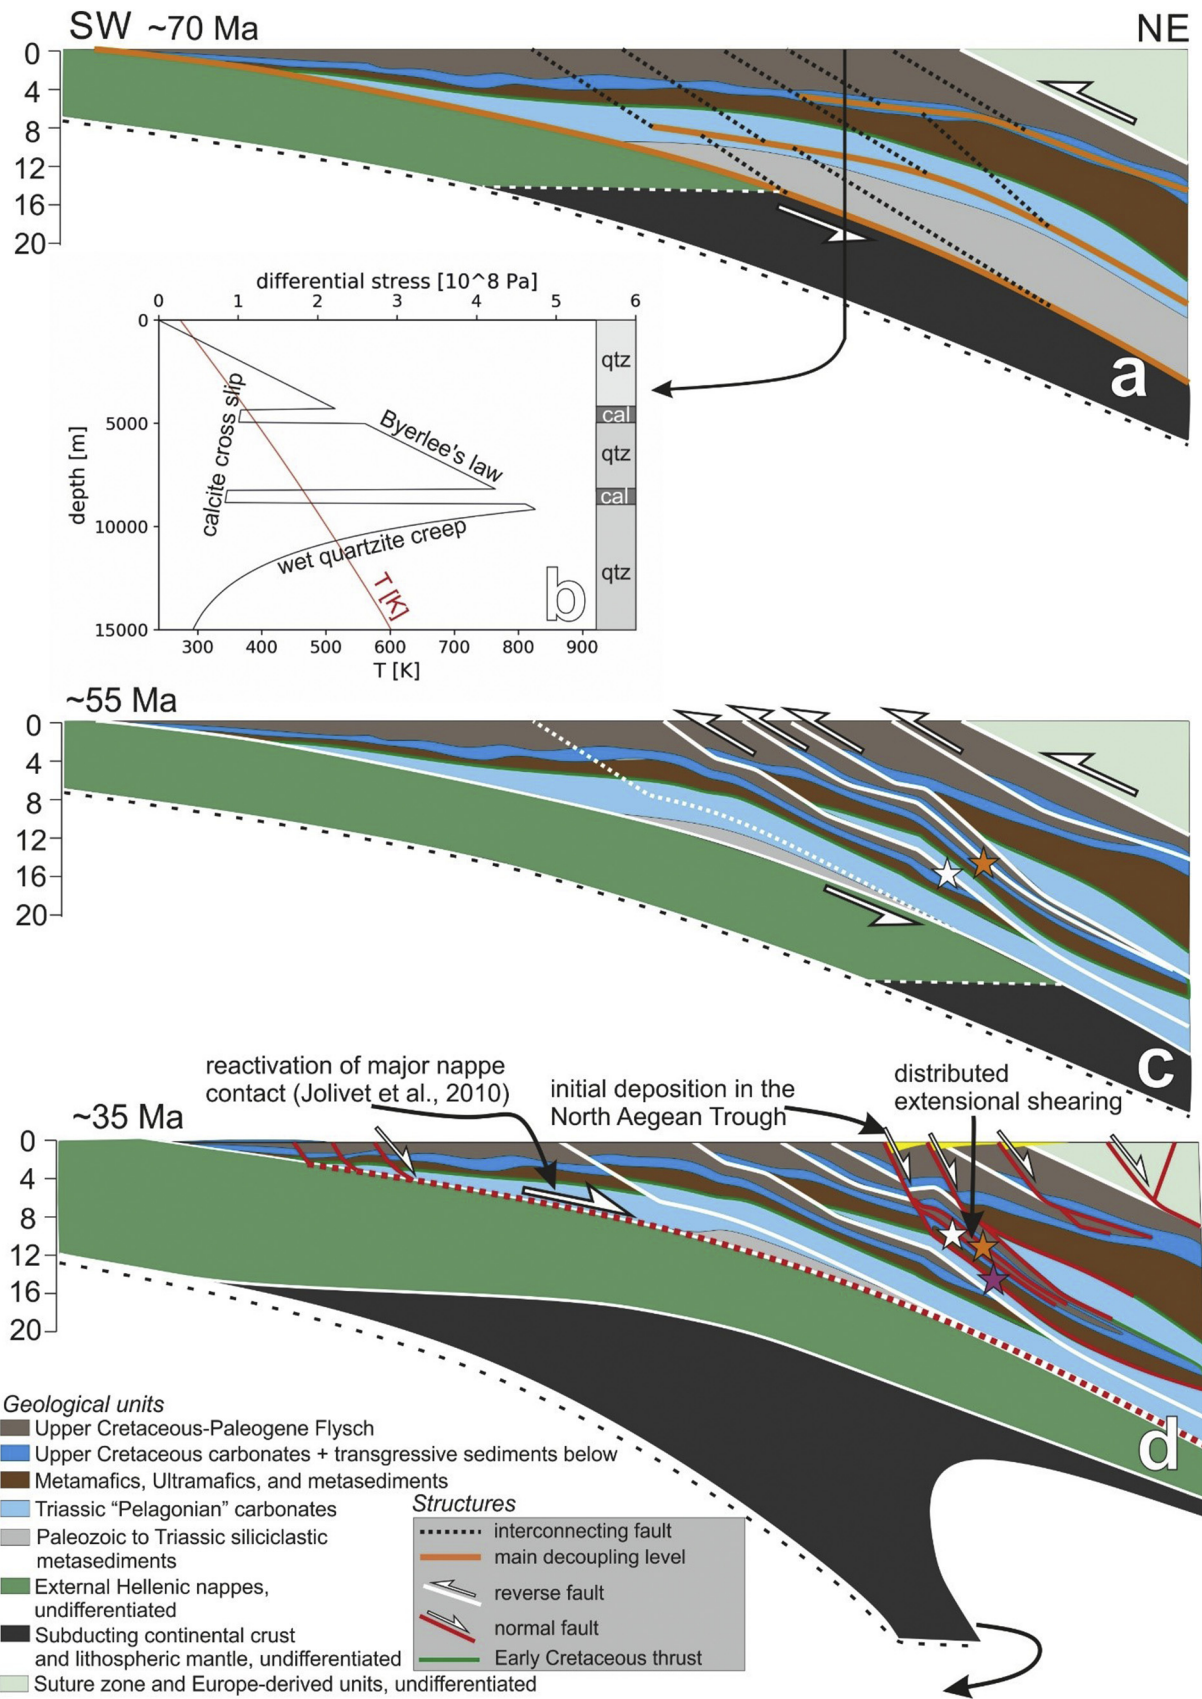 SW ~70 Ma NE
0
4
8
12
16
20
a
differential stress [10^8 Pa]
0 1 2 3 4 5 6
0
5000
10000
15000
depth [m]
calcite cross slip
Byerlee's law
wet quartzite creep
T [K]
qtz
cal
qtz
cal
qtz
b
300 400 500 600 700 800 900
T [K]
~55 Ma
0
4
8
12
16
20
c
reactivation of major nappe
contact (Jolivet et al., 2010)
initial deposition in the
North Aegean Trough
distributed
extensional shearing
~35 Ma
0
4
8
12
16
20
d
Geological units
Upper Cretaceous-Paleogene Flysch
Upper Cretaceous carbonates + transgressive sediments below
Metamafics, Ultramafics, and metasediments
Triassic “Pelagonian” carbonates
Paleozoic to Triassic siliciclastic
metasediments
External Hellenic nappes,
undifferentiated
Subducting continental crust
and lithospheric mantle, undifferentiated
Suture zone and Europe-derived units, undifferentiated
Structures
interconnecting fault
main decoupling level
reverse fault
normal fault
Early Cretaceous thrust